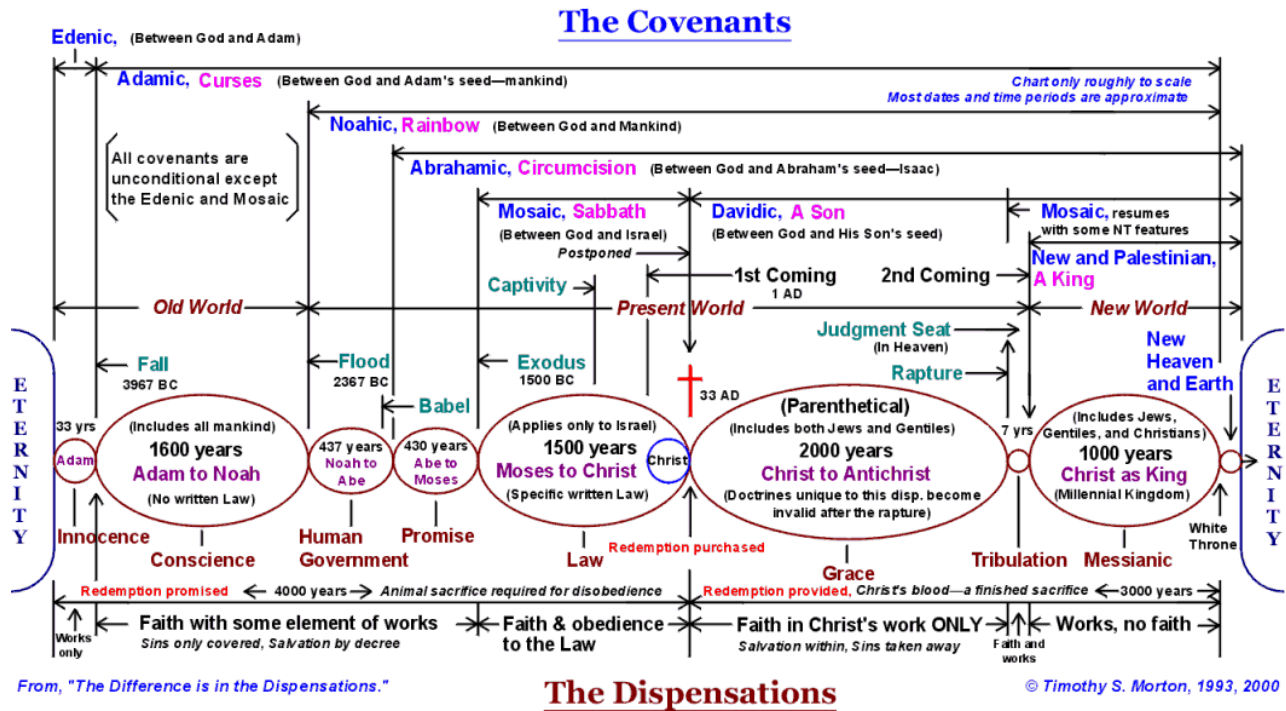 The Covenants
Edenic, (Between God and Adam)
Adamic, Curses (Between God and Adam's seed—mankind)
Chart only roughly to scale
Most dates and time periods are approximate
Noahic, Rainbow (Between God and Mankind)
All covenants are
unconditional except
the Edenic and Mosaic
Abrahamic, Circumcision (Between God and Abraham's seed—Isaac)
Mosaic, Sabbath
(Between God and Israel)
Postponed
Davidic, A Son
(Between God and His Son's seed)
Mosaic, resumes
with some NT features
New and Palestinian,
A King
1st Coming
1 AD
2nd Coming
Captivity
Old World
Present World
New World
Judgment Seat
(In Heaven)
Rapture
New
Heaven
and Earth
Fall
3967 BC
Flood
2367 BC
Babel
Exodus
1500 BC
33 AD
ETERNITY
33 yrs
Adam
(Includes all mankind)
1600 years
Adam to Noah
(No written Law)
437 years
Noah to
Abe
430 years
Abe to
Moses
(Applies only to Israel)
1500 years
Moses to Christ
(Specific written Law)
Christ
(Parenthetical)
(Includes both Jews and Gentiles)
2000 years
Christ to Antichrist
(Doctrines unique to this disp. become
invalid after the rapture)
7 yrs
(Includes Jews,
Gentiles, and Christians)
1000 years
Christ as King
(Millennial Kingdom)
ETERNITY
White
Throne
Innocence
Conscience
Human
Government
Promise
Law
Redemption purchased
Grace
Tribulation
Messianic
Redemption promised
4000 years
Animal sacrifice required for disobedience
Redemption provided, Christ's blood—a finished sacrifice
3000 years
Works
only
Faith with some element of works
Sins only covered, Salvation by decree
Faith & obedience
to the Law
Faith in Christ's work ONLY
Salvation within, Sins taken away
Faith and
works
Works, no faith
From, "The Difference is in the Dispensations."
The Dispensations
© Timothy S. Morton, 1993, 2000